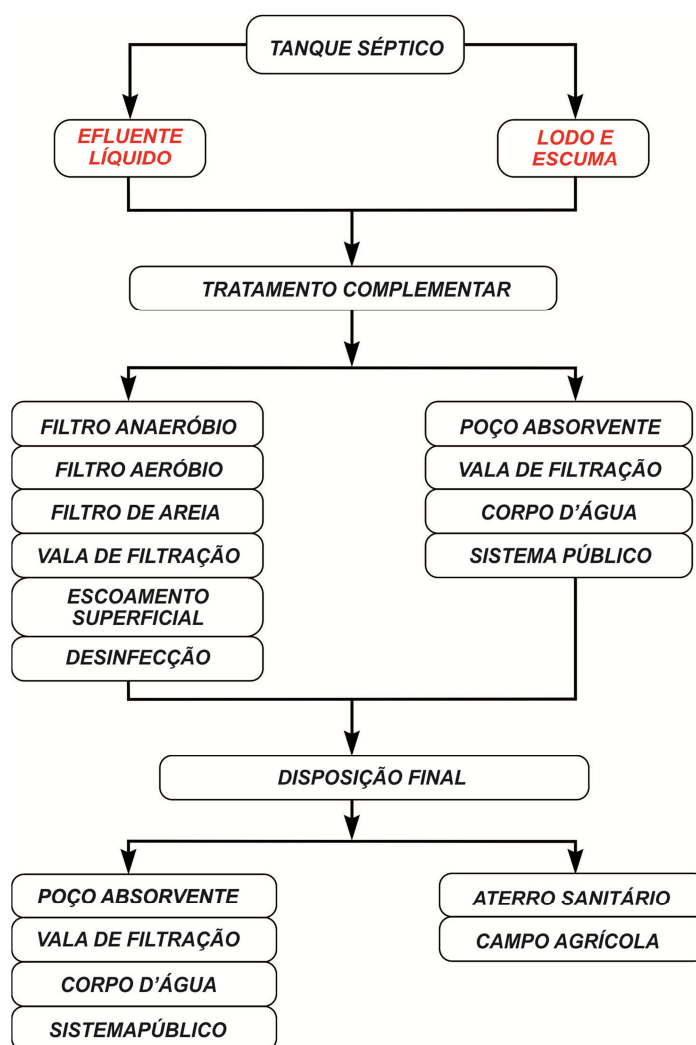 TANQUE SÉPTICO
EFLUENTE
LÍQUIDO
LODO E
ESCUMA
TRATAMENTO COMPLEMENTAR
FILTRO ANAERÓBIO
FILTRO AERÓBIO
FILTRO DE AREIA
VALA DE FILTRAÇÃO
ESCOAMENTO
SUPERFICIAL
DESINFECÇÃO
POÇO ABSORVENTE
VALA DE FILTRAÇÃO
CORPO D’ÁGUA
SISTEMA PÚBLICO
DISPOSIÇÃO FINAL
POÇO ABSORVENTE
VALA DE FILTRAÇÃO
CORPO D’ÁGUA
SISTEMAPÚBLICO
ATERRO SANITÁRIO
CAMPO AGRÍCOLA